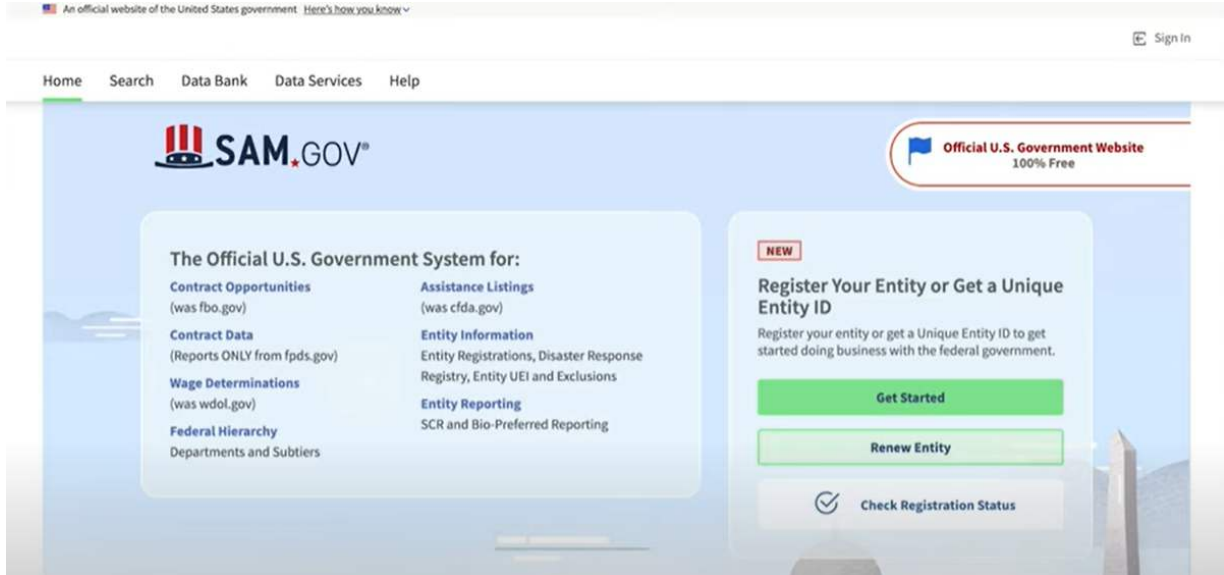 An official website of the United States government Here's how you know
Sign In
Home Search Data Bank Data Services Help
SAM.GOV®
Official U.S. Government Website
100% Free
The Official U.S. Government System for:
Contract Opportunities
(was fbo.gov)
Contract Data
(Reports ONLY from fpds.gov)
Wage Determinations
(was wdol.gov)
Federal Hierarchy
Departments and Subtiers
Assistance Listings
(was cfda.gov)
Entity Information
Entity Registrations, Disaster Response
Registry, Entity UEI and Exclusions
Entity Reporting
SCR and Bio-Preferred Reporting
NEW
Register Your Entity or Get a Unique
Entity ID
Register your entity or get a Unique Entity ID to get
started doing business with the federal government.
Get Started
Renew Entity
Check Registration Status